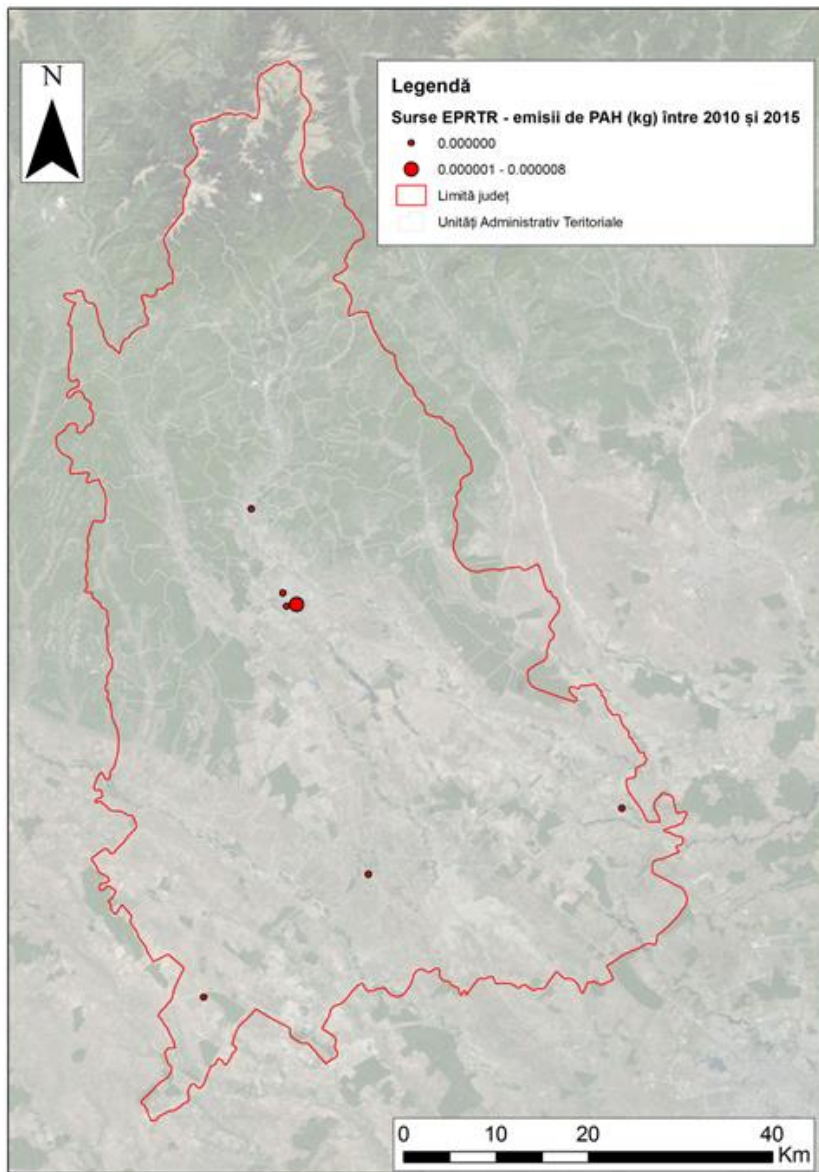 N
Legendă
Surse EPRTR - emisii de PAH (kg) între 2010 și 2015
0.000000
0.000001 - 0.000008
Limită județ
Unități Administrativ Teritoriale
0 10 20 40
Km